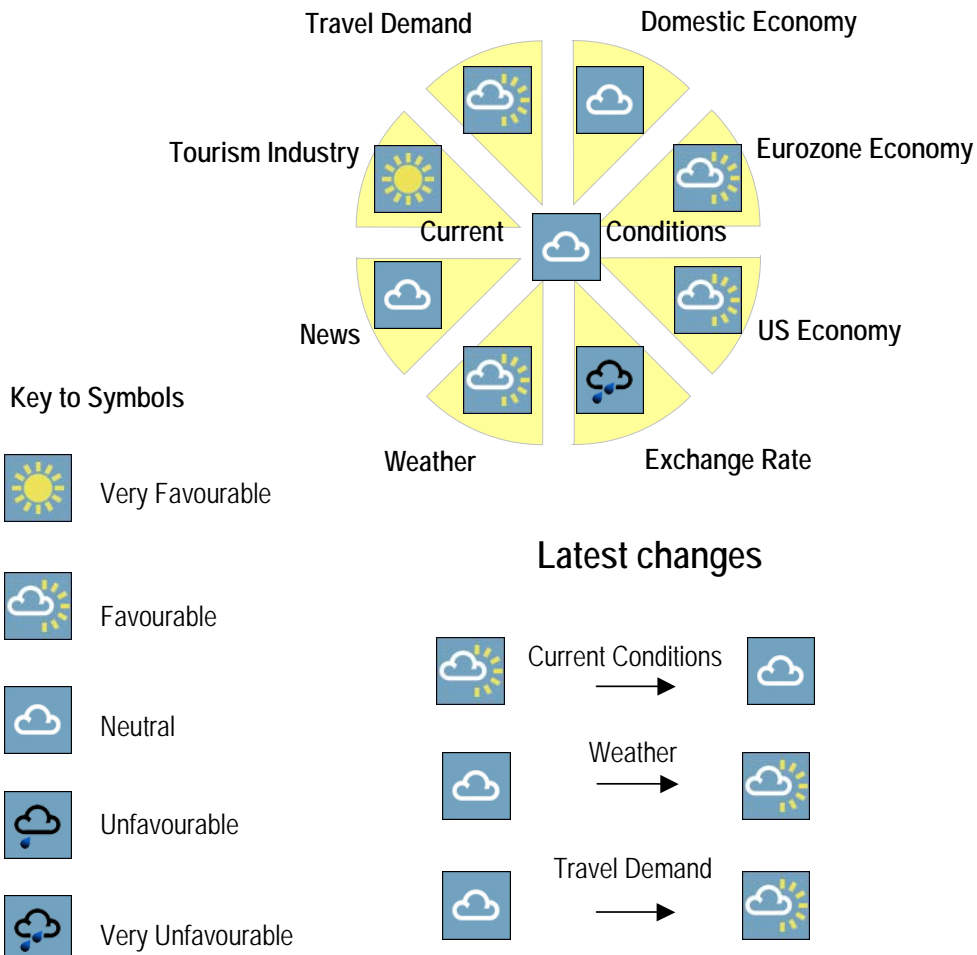 Travel Demand
Domestic Economy
Tourism Industry
Eurozone Economy
Current Conditions
News
US Economy
Weather
Exchange Rate
Key to Symbols
Very Favourable
Favourable
Neutral
Unfavourable
Very Unfavourable
Latest changes
Current Conditions
Weather
Travel Demand